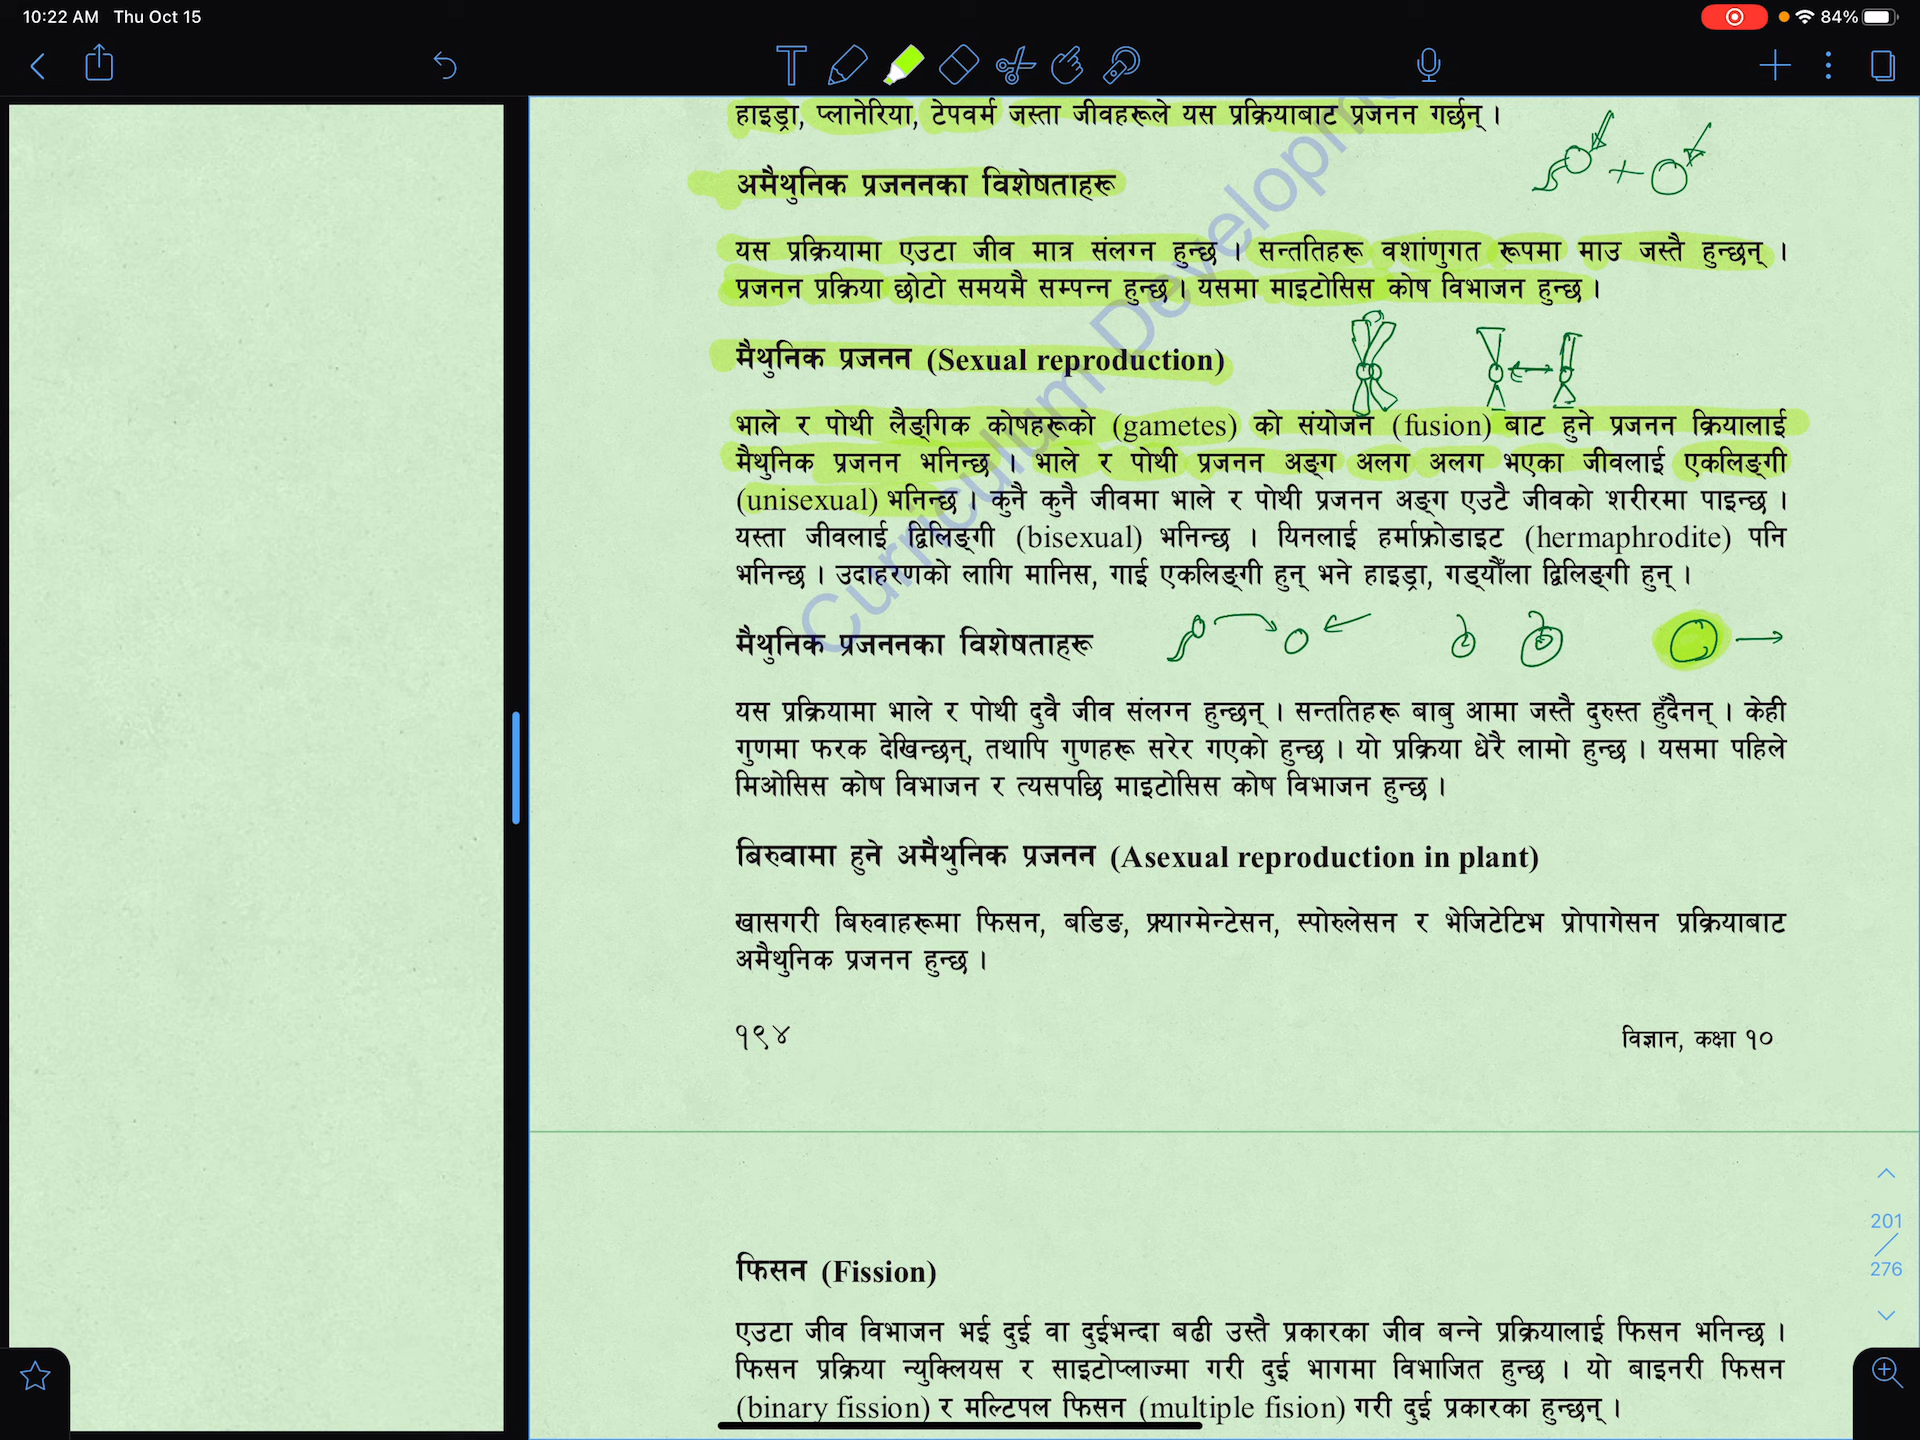 10:22 AM Thu Oct 15
84%
हाइड्रा, प्लानेरिया, टेपवर्म जस्ता जीवहरूले यस प्रक्रियाबाट प्रजनन गर्छन् ।
अमैथुनिक प्रजननका विशेषताहरू
यस प्रक्रियामा एउटा जीव मात्र संलग्न हुन्छ । सन्ततिहरू वशांणुगत रूपमा माउ जस्तै हुन्छन् ।
प्रजनन प्रक्रिया छोटो समयमै सम्पन्न हुन्छ । यसमा माइटोसिस कोष विभाजन हुन्छ ।
मैथुनिक प्रजनन (Sexual reproduction)
भाले र पोथी लैङ्गिक कोषहरूको (gametes) को संयोजन (fusion) बाट हुने प्रजनन क्रियालाई
मैथुनिक प्रजनन भनिन्छ । भाले र पोथी प्रजनन अङ्ग अलग अलग भएका जीवलाई एकलिङ्गी
(unisexual) भनिन्छ । कुनै कुनै जीवमा भाले र पोथी प्रजनन अङ्ग एउटै जीवको शरीरमा पाइन्छ ।
यस्ता जीवलाई द्विलिङ्गी (bisexual) भनिन्छ । यिनलाई हर्माफ्रोडाइट (hermaphrodite) पनि
भनिन्छ । उदाहरणको लागि मानिस, गाई एकलिङ्गी हुन् भने हाइड्रा, गड्यौँला द्विलिङ्गी हुन् ।
मैथुनिक प्रजननका विशेषताहरू
यस प्रक्रियामा भाले र पोथी दुवै जीव संलग्न हुन्छन् । सन्ततिहरू बाबु आमा जस्तै दुरुस्त हुँदैनन् । केही
गुणमा फरक देखिन्छन्, तथापि गुणहरू सरेर गएको हुन्छ । यो प्रक्रिया धेरै लामो हुन्छ । यसमा पहिले
मिओसिस कोष विभाजन र त्यसपछि माइटोसिस कोष विभाजन हुन्छ ।
बिरुवामा हुने अमैथुनिक प्रजनन (Asexual reproduction in plant)
खासगरी बिरुवाहरूमा फिसन, बडिङ, फ्र्याग्मेन्टेसन, स्पोरुलेसन र भेजिटेटिभ प्रोपागेसन प्रक्रियाबाट
अमैथुनिक प्रजनन हुन्छ ।
१९४
विज्ञान, कक्षा १०
Curriculum Developm
201
/
276
फिसन (Fission)
एउटा जीव विभाजन भई दुई वा दुईभन्दा बढी उस्तै प्रकारका जीव बन्ने प्रक्रियालाई फिसन भनिन्छ ।
फिसन प्रक्रिया न्युक्लियस र साइटोप्लाज्मा गरी दुई भागमा विभाजित हुन्छ । यो बाइनरी फिसन
(binary fission) र मल्टिपल फिसन (multiple fision) गरी दुई प्रकारका हुन्छन् ।